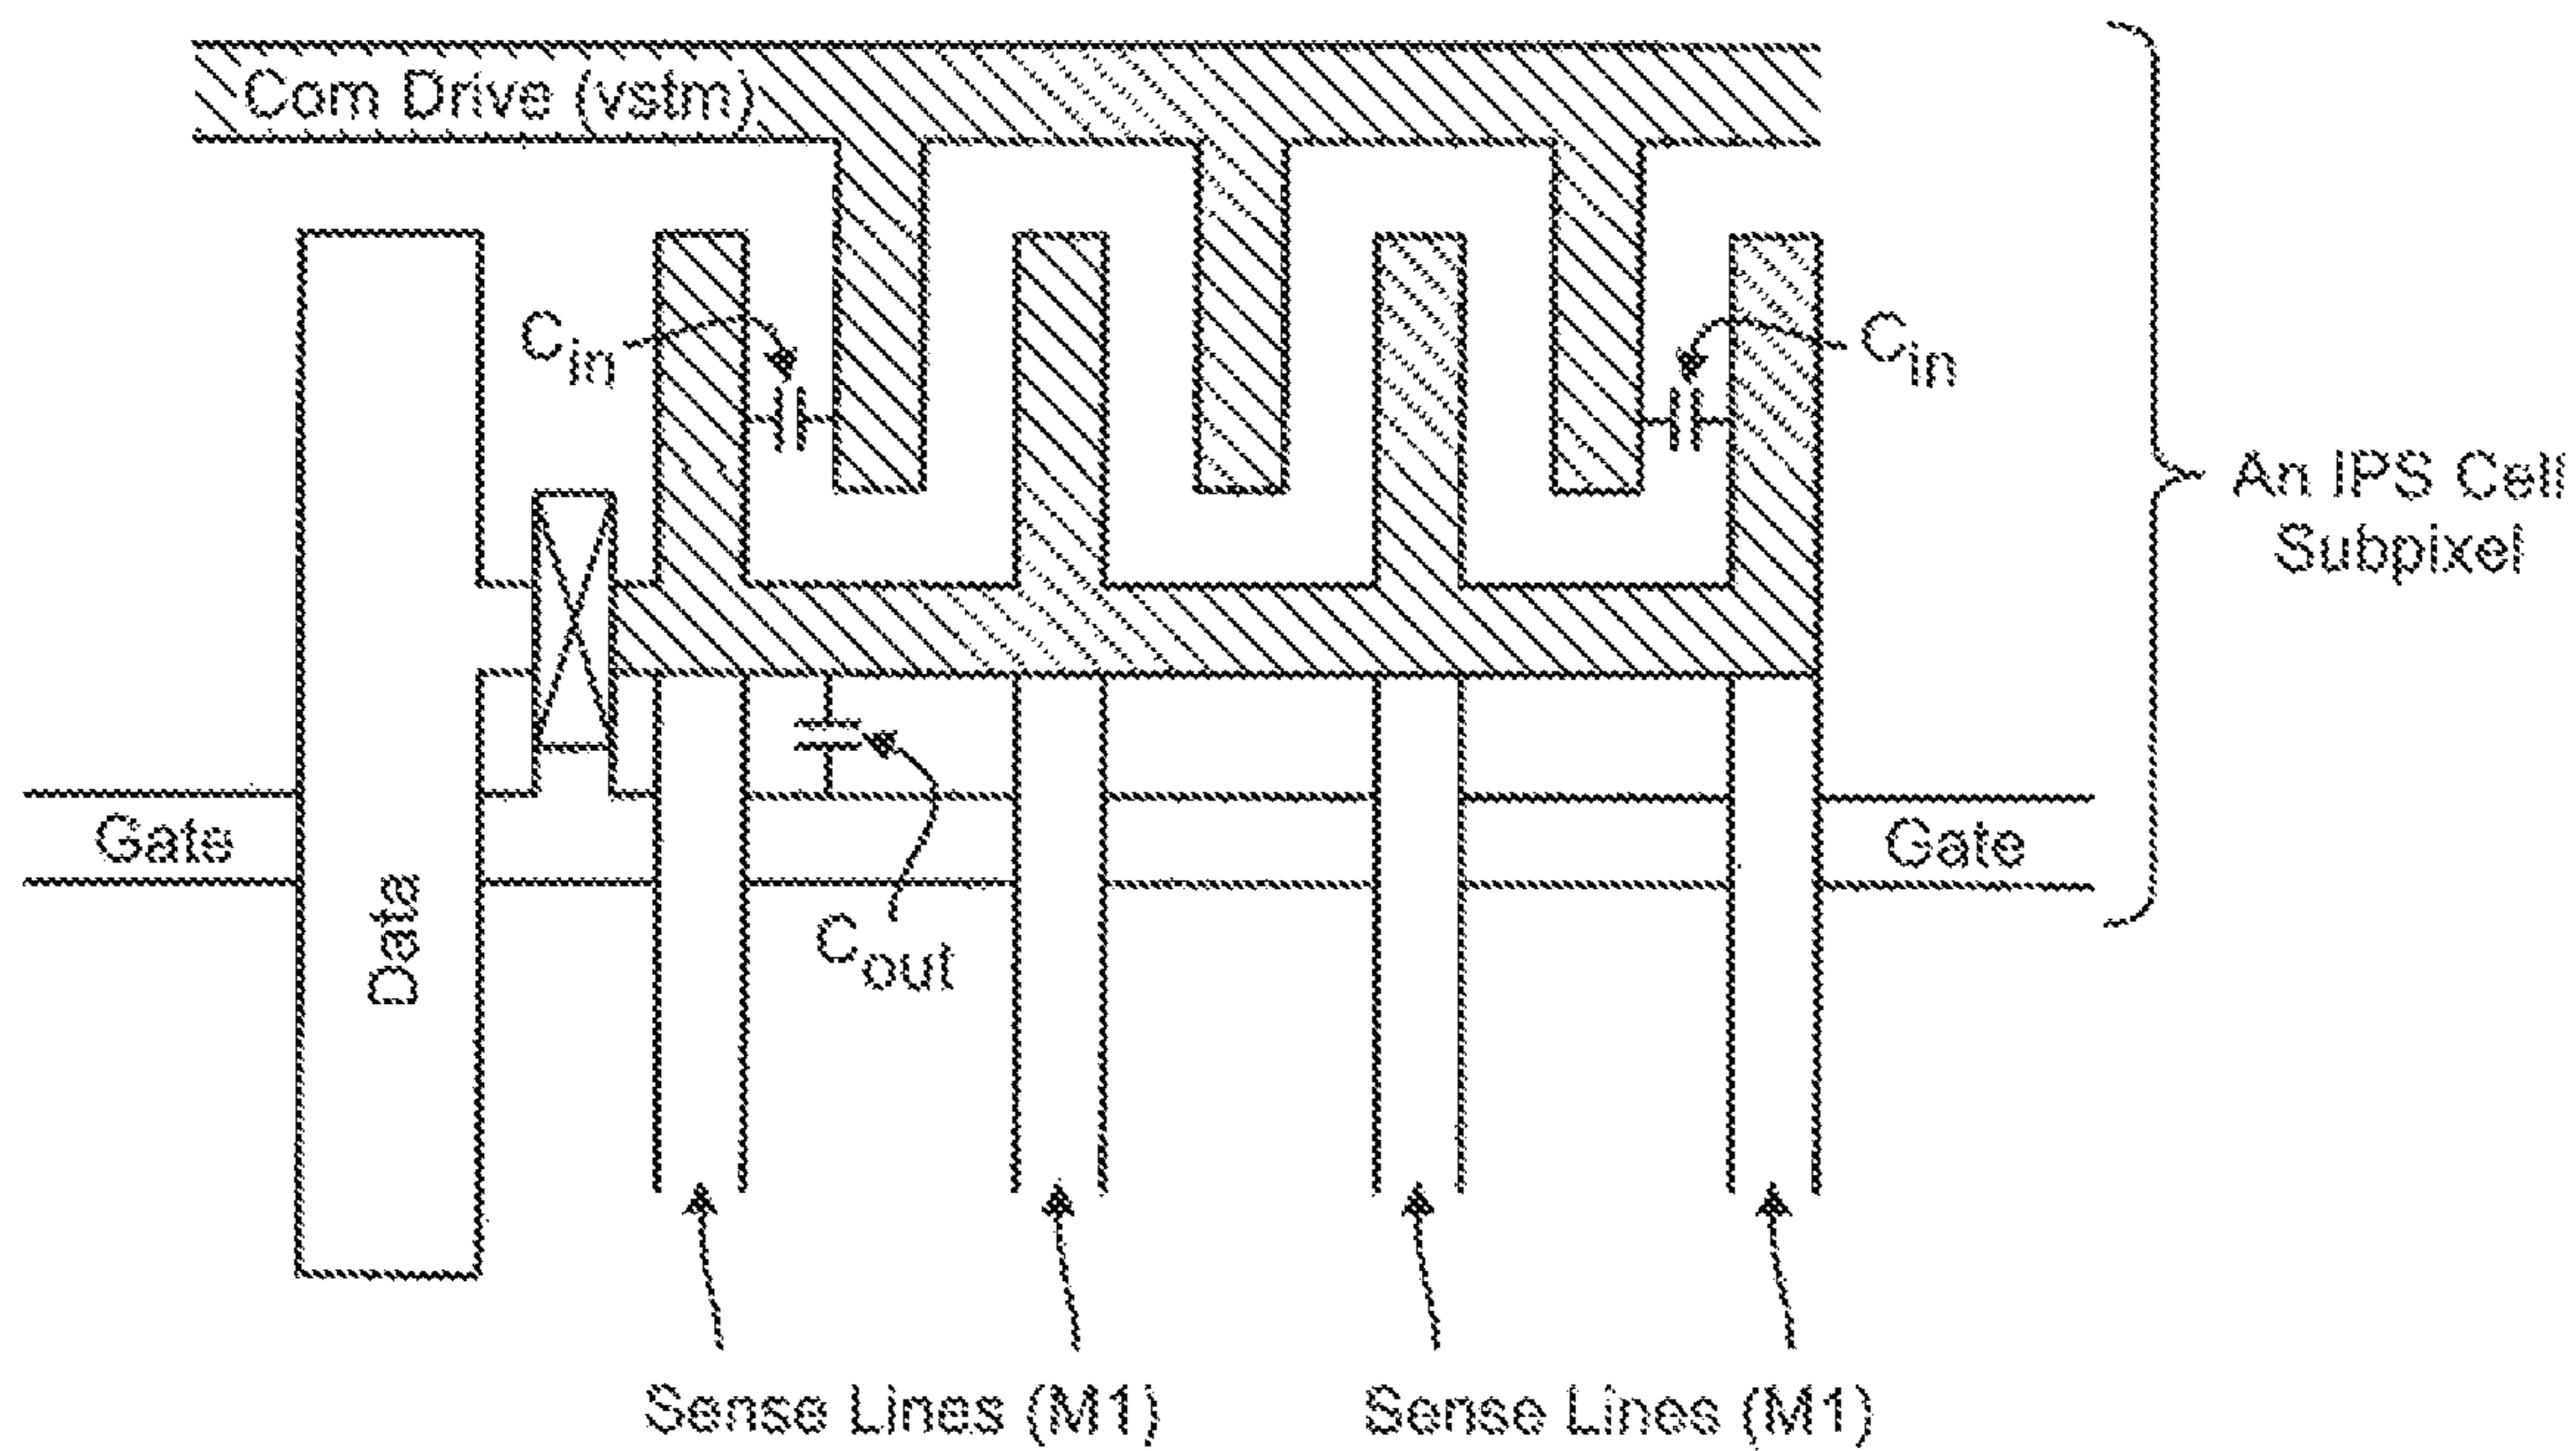 Com Drive (vstm)
Cin
Cin
An IPS Cell
Subpixel
Gate
Gate
Data
Cout
Sense Lines (M1)
Sense Lines (M1)